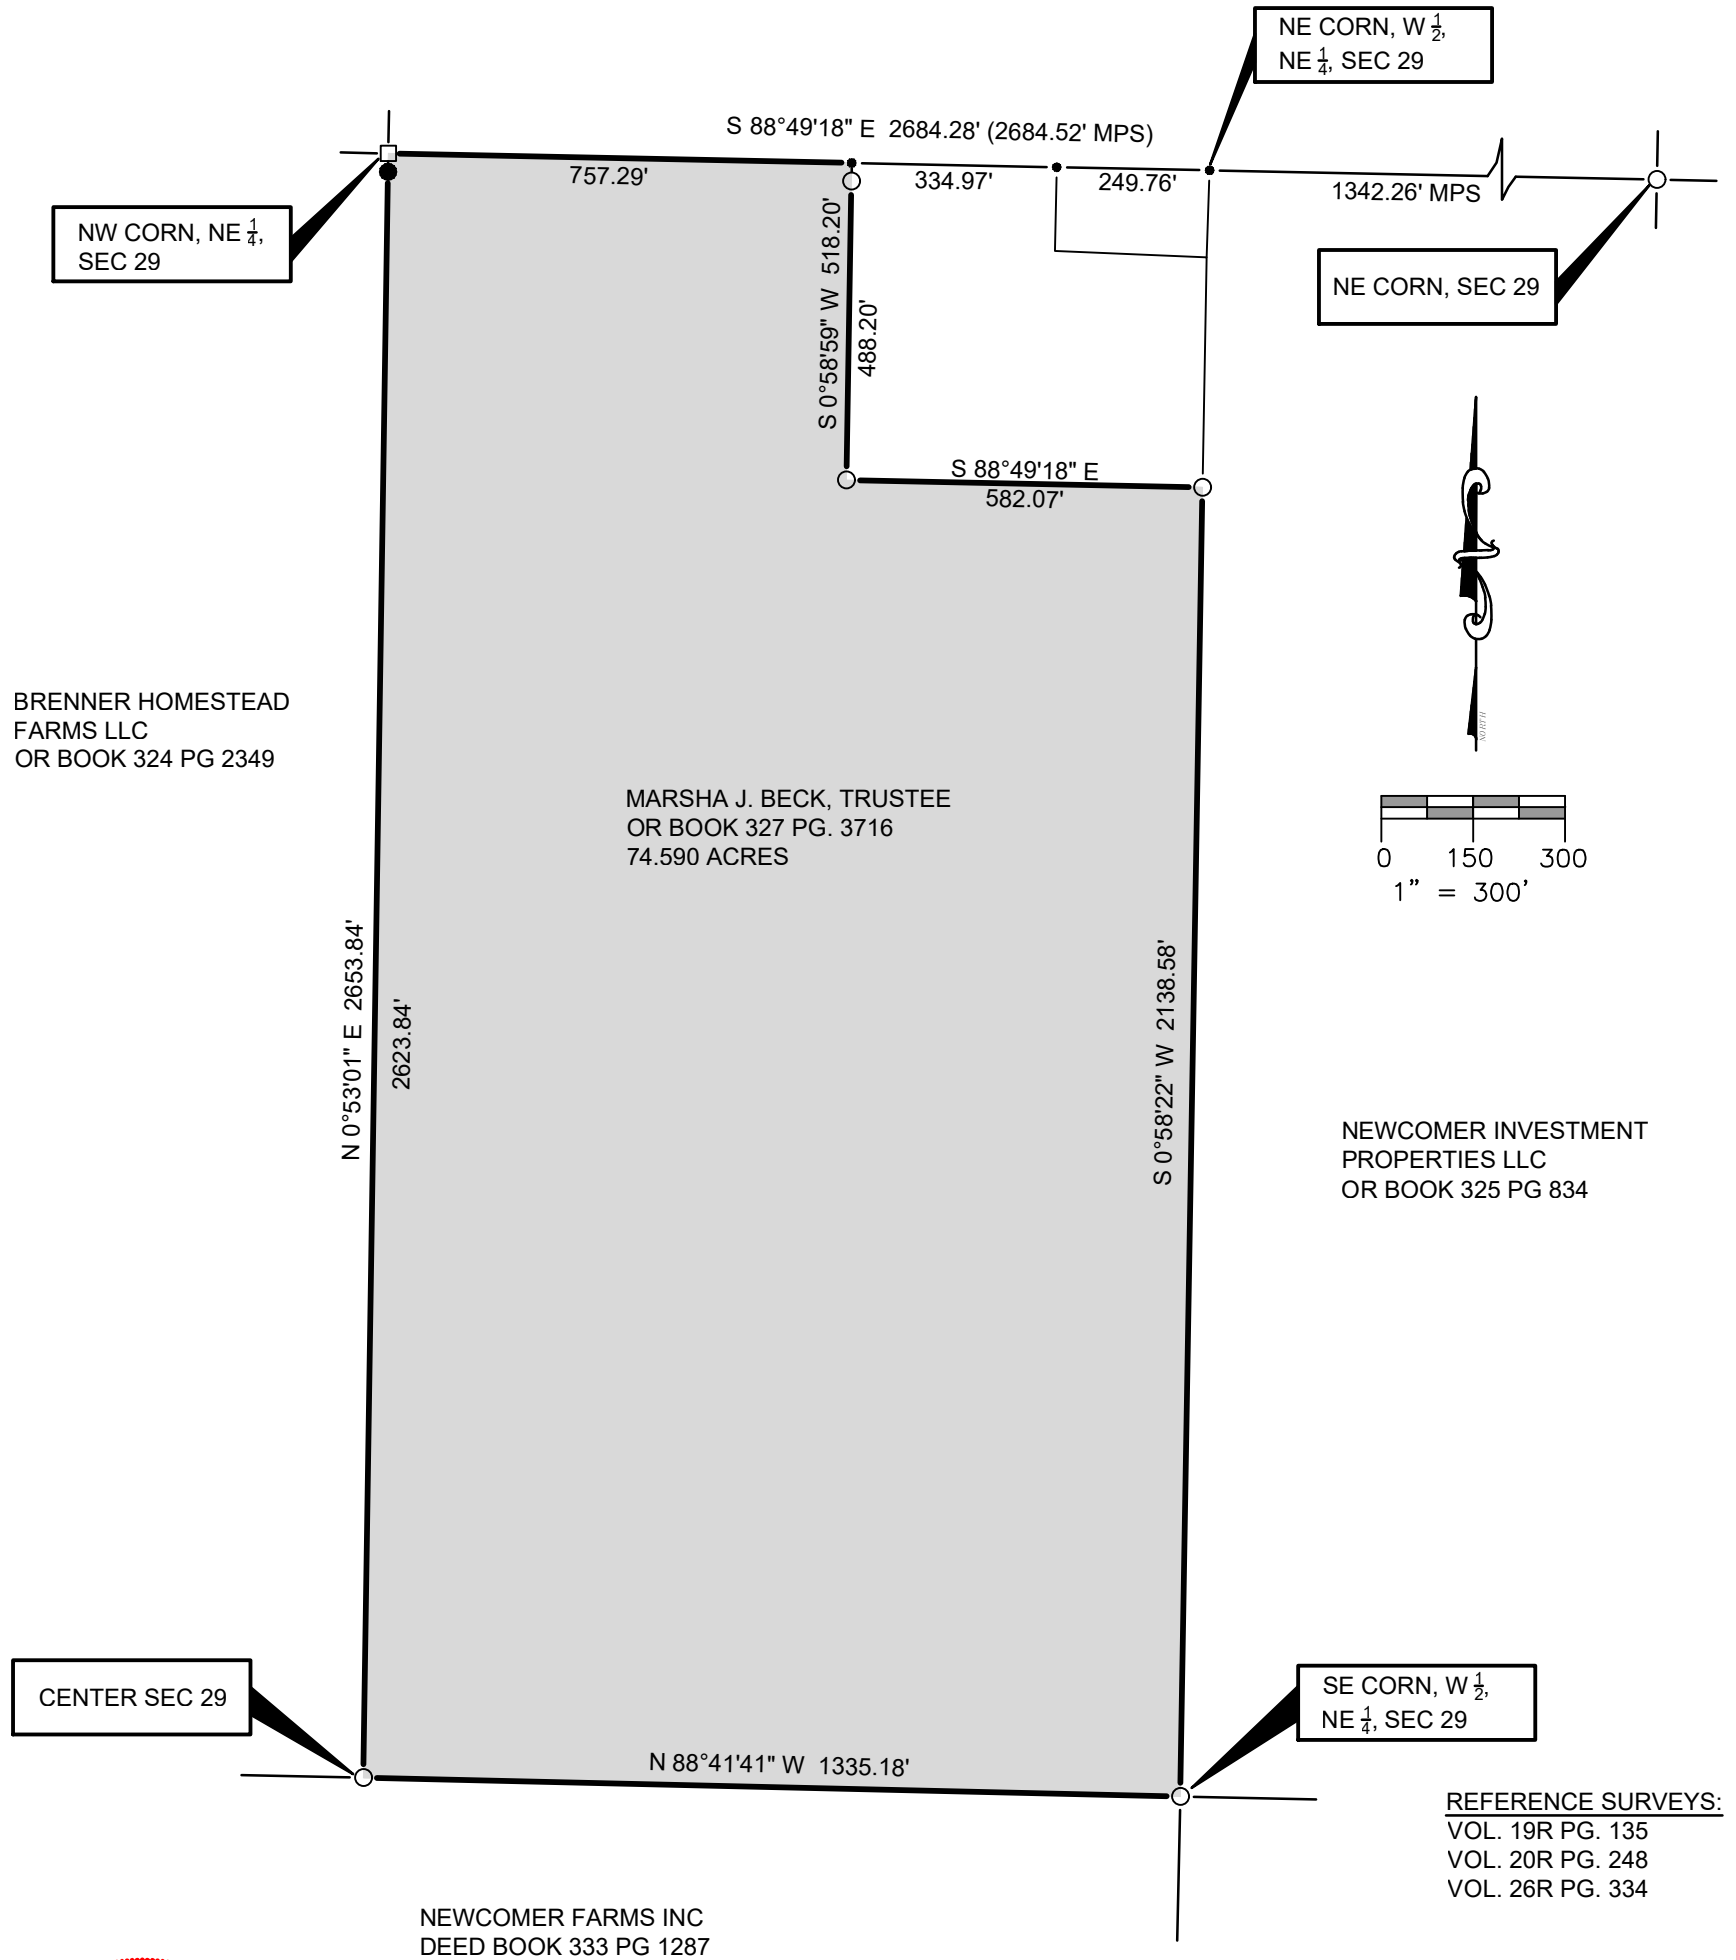 NE CORN, W 1/2,
NE 1/4, SEC 29
S 88°49'18" E 2684.28' (2684.52' MPS)
757.29'
334.97'
249.76'
1342.26' MPS
NW CORN, NE 1/4,
SEC 29
NE CORN, SEC 29
S 0°58'59" W 518.20'
488.20'
S 88°49'18" E
582.07'
NORTH
BRENNER HOMESTEAD
FARMS LLC
OR BOOK 324 PG 2349
MARSHA J. BECK, TRUSTEE
OR BOOK 327 PG. 3716
74.590 ACRES
0 150 300
1" = 300'
N 0°53'01" E 2653.84'
2623.84'
S 0°58'22" W 2138.58'
NEWCOMER INVESTMENT
PROPERTIES LLC
OR BOOK 325 PG 834
CENTER SEC 29
SE CORN, W 1/2,
NE 1/4, SEC 29
N 88°41'41" W 1335.18'
REFERENCE SURVEYS:
VOL. 19R PG. 135
VOL. 20R PG. 248
VOL. 26R PG. 334
NEWCOMER FARMS INC
DEED BOOK 333 PG 1287